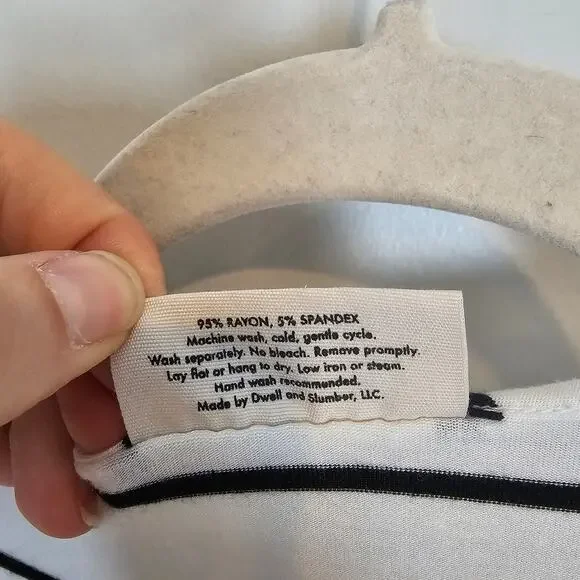 95% RAYON, 5% SPANDEX
Machine wash, cold, gentle cycle.
Wash separately. No bleach. Remove promptly.
Lay flat or hang to dry. Low iron or steam.
Hand wash recommended.
Made by Dwell and Slumber, LLC.